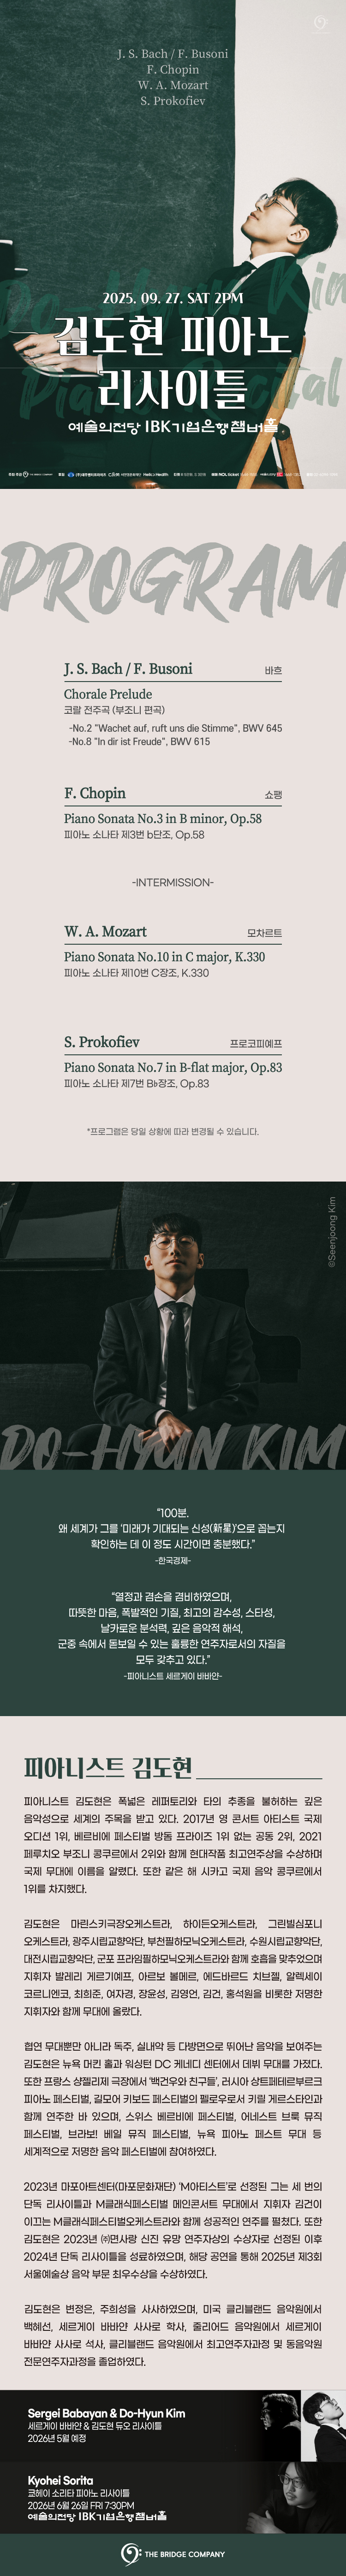 J. S. Bach / F. Busoni
F. Chopin
W. A. Mozart
S. Prokofiev
Do-Hyun Kim
Piano Recital
2025. 09. 27. SAT 2PM
김도현 피아노
리사이틀
예술의전당 IBK기업은행챔버홀
PROGRAM
J. S. Bach / F. Busoni 바흐
Chorale Prelude
코랄 전주곡 (부조니 편곡)
-No.2 "Wachet auf, ruft uns die Stimme", BWV 645
-No.8 "In dir ist Freude", BWV 615
F. Chopin 쇼팽
Piano Sonata No.3 in B minor, Op.58
피아노 소나타 제3번 b단조, Op.58
-INTERMISSION-
W. A. Mozart 모차르트
Piano Sonata No.10 in C major, K.330
피아노 소나타 제10번 C장조, K.330
S. Prokofiev 프로코피예프
Piano Sonata No.7 in B-flat major, Op.83
피아노 소나타 제7번 B♭장조, Op.83
*프로그램은 당일 상황에 따라 변경될 수 있습니다.
©Seenjoong Kim
DO-HYUN KIM
“100분.
왜 세계가 그를 ‘미래가 기대되는 신성(新星)’으로 꼽는지
확인하는 데 이 정도 시간이면 충분했다.”
-한국경제-
“열정과 겸손을 겸비하였으며,
따뜻한 마음, 폭발적인 기질, 최고의 감수성, 스타성,
날카로운 분석력, 깊은 음악적 해석,
군중 속에서 돋보일 수 있는 훌륭한 연주자로서의 자질을
모두 갖추고 있다.”
-피아니스트 세르게이 바바얀-
피아니스트 김도현
피아니스트 김도현은 폭넓은 레퍼토리와 타의 추종을 불허하는 깊은
음악성으로 세계의 주목을 받고 있다. 2017년 영 콘서트 아티스트 국제
오디션 1위, 베르비에 페스티벌 방돔 프라이즈 1위 없는 공동 2위, 2021
페루초오 부조니 콩쿠르에서 2위와 함께 현대작품 최고연주상을 수상하며
국제 무대에 이름을 알렸다. 또한 같은 해 시카고 국제 음악 콩쿠르에서
1위를 차지했다.
김도현은 마린스키극장오케스트라, 하이든오케스트라, 그린빌심포니
오케스트라, 광주시립교향악단, 부천필하모닉오케스트라, 수원시립교향악단,
대전시립교향악단, 군포 프라임필하모닉오케스트라와 함께 호흡을 맞추었으며
지휘자 발레리 게르기예프, 아르보 볼메르, 에드바르드 치브젤, 알렉세이
코르니엔코, 최희준, 여자경, 장윤성, 김영언, 김건, 홍석원을 비롯한 저명한
지휘자와 함께 무대에 올랐다.
협연 무대뿐만 아니라 독주, 실내악 등 다방면으로 뛰어난 음악을 보여주는
김도현은 뉴욕 머킨 홀과 워싱턴 DC 케네디 센터에서 데뷔 무대를 가졌다.
또한 프랑스 샹젤리제 극장에서 ‘백건우와 친구들’, 러시아 상트페테르부르크
피아노 페스티벌, 길모어 키보드 페스티벌의 펠로우로서 키릴 게르스타인과
함께 연주한 바 있으며, 스위스 베르비에 페스티벌, 어네스트 브룩 뮤직
페스티벌, 브라보! 베일 뮤직 페스티벌, 뉴욕 피아노 페스트 무대 등
세계적으로 저명한 음악 페스티벌에 참여하였다.
2023년 마포아트센터(마포문화재단) ‘M아티스트’로 선정된 그는 세 번의
단독 리사이틀과 M클래식페스티벌 메인콘서트 무대에서 지휘자 김건이
이끄는 M클래식페스티벌오케스트라와 함께 성공적인 연주를 펼쳤다. 또한
김도현은 2023년 ㈜면사랑 신진 유망 연주자상의 수상자로 선정된 이후
2024년 단독 리사이틀을 성료하였으며, 해당 공연을 통해 2025년 제3회
서울예술상 음악 부문 최우수상을 수상하였다.
김도현은 변정은, 주희성을 사사하였으며, 미국 클리블랜드 음악원에서
백혜선, 세르게이 바바얀 사사로 학사, 줄리어드 음악원에서 세르게이
바바얀 사사로 석사, 클리블랜드 음악원에서 최고연주자과정 및 동음악원
전문연주자과정을 졸업하였다.
Sergei Babayan & Do-Hyun Kim
세르게이 바바얀 & 김도현 듀오 리사이틀
2026년 5월 예정
Kyohei Sorita
쿄헤이 소리타 피아노 리사이틀
2026년 6월 26일 FRI 7:30PM
예술의전당 IBK기업은행챔버홀
THE BRIDGE COMPANY